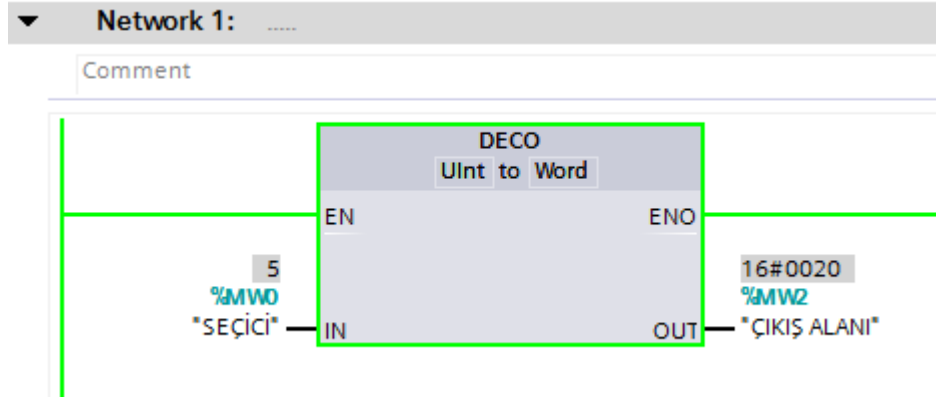 Network 1: .....
Comment
DECO
UInt to Word
EN ENO
5 16#0020
%MW0 %MW2
"SEÇİCİ" IN OUT "ÇIKIŞ ALANI"